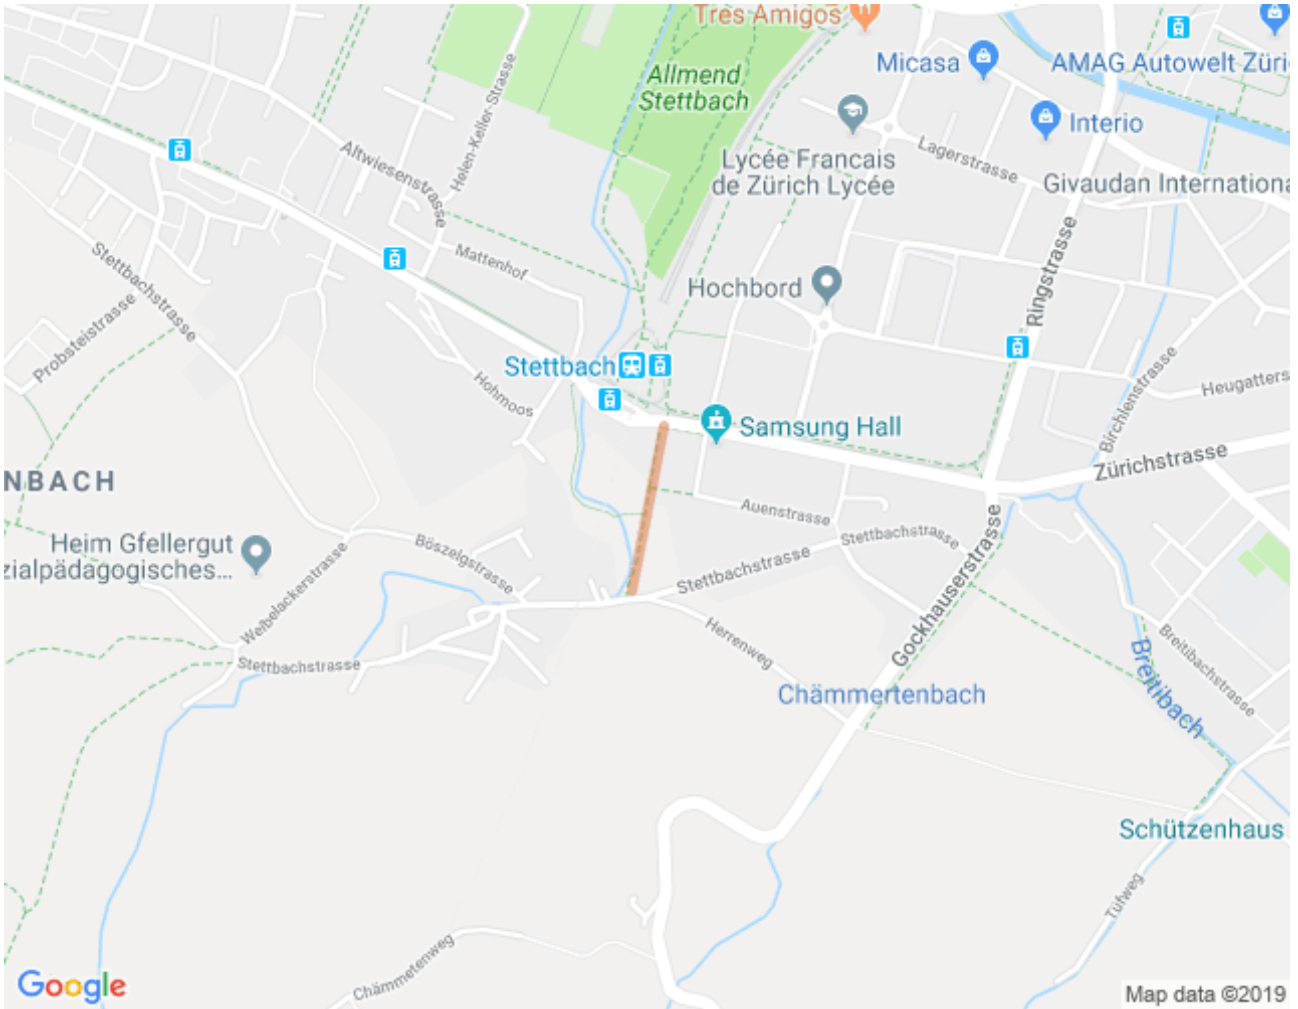 Tres Amigos
Micasa
AMAG Autowelt Züri
Allmend
Stettbach
Interio
Helen-Keller-Strasse
Altwiesenstrasse
Lagerstrasse
Lycée Francais
de Zürich Lycée
Givaudan Internationa
Stettbachstrasse
Mattenhof
Ringstrasse
Hochbord
Probsteistrasse
Stettbach
Hohmoos
Birchlenstrasse
Heugatters
Samsung Hall
Zürichstrasse
NBACH
Auenstrasse
Heim Gfellergut
zialpädagogisches...
Böszelgstrasse
Stettbachstrasse
Stettbachstrasse
Weibelackerstrasse
Gockhauserstrasse
Herrenweg
Stettbachstrasse
Breitibachstrasse
Breitibach
Chämmertenbach
Schützenhaus
Tüfweg
Chämmetenweg
Google
Map data ©2019